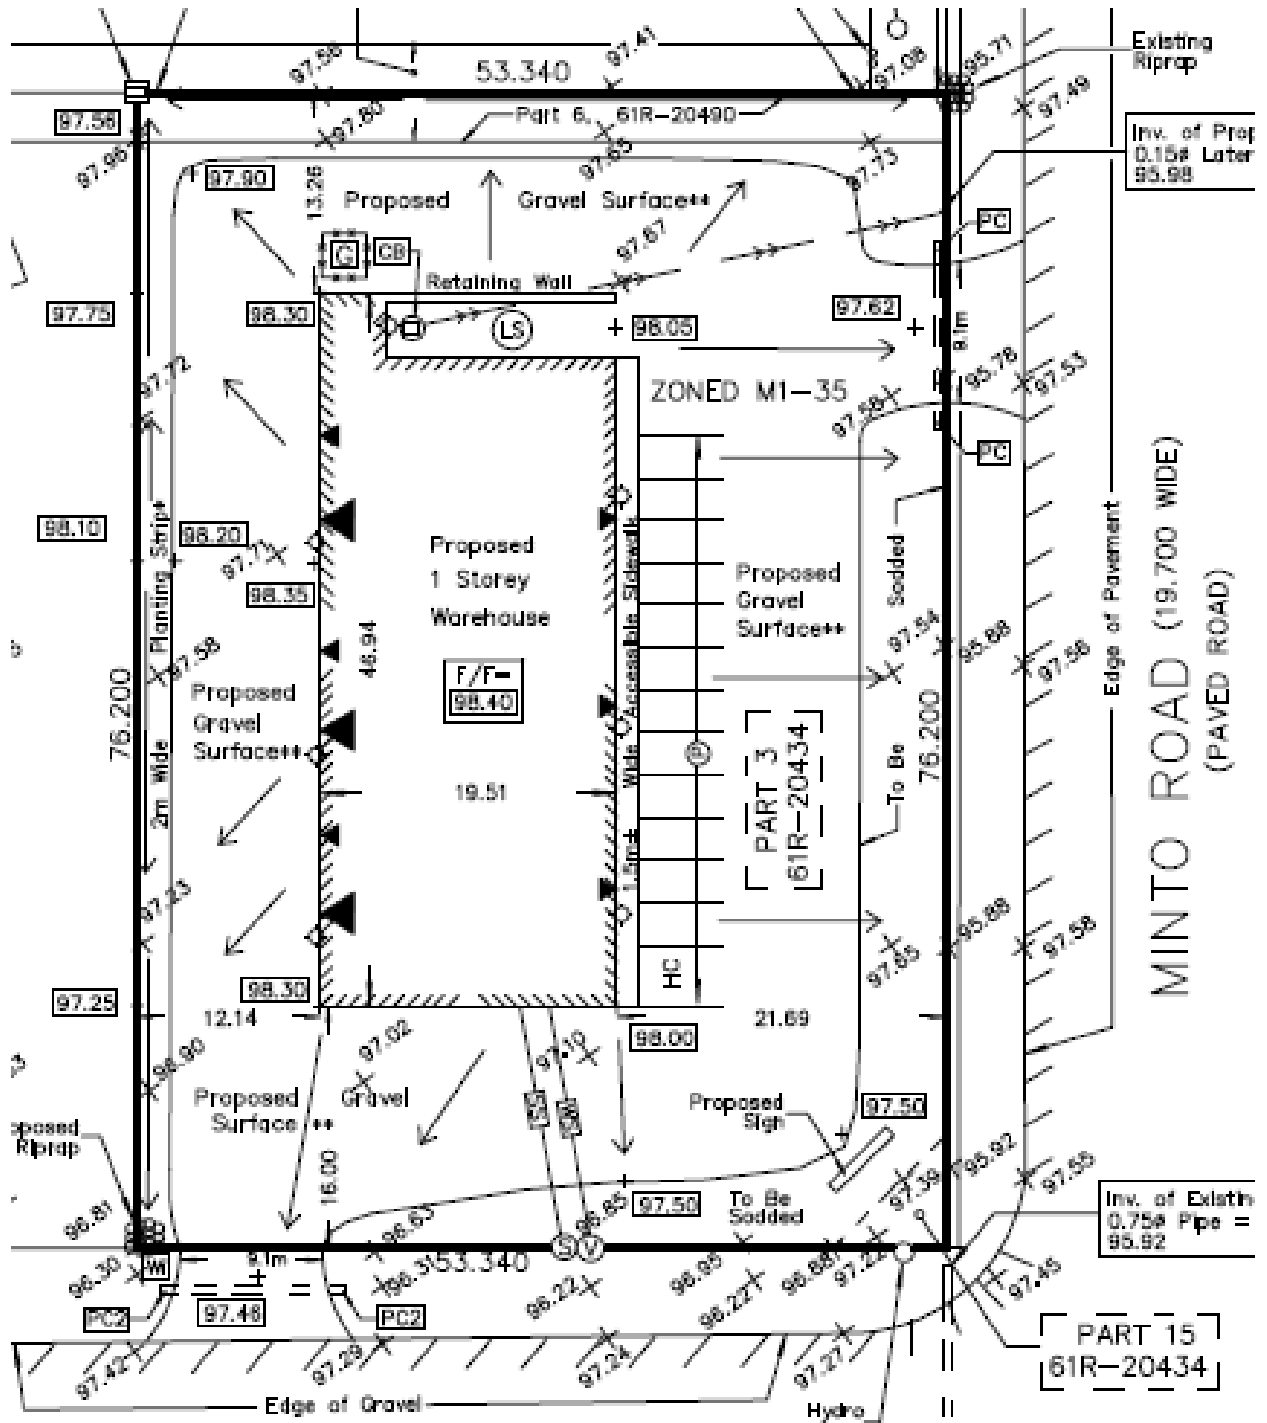 97.41
97.56
53.340
97.08
95.71
Existing
Riprap
97.49
97.56
97.80
Part 6, 61R-20490
97.65
97.96
97.90
97.73
Inv. of Prop
0.15ø Later
95.98
13.26
Proposed Gravel Surface**
97.67
PC
G
CB
Retaining Wall
97.75
98.30
LS
98.05
97.62
9.1m
97.72
ZONED M1-35
95.78
97.53
97.58
PC
98.10
98.20
97.71
98.35
Planting Strip*
2m Wide
Proposed
1 Storey
Warehouse
46.94
F/F=
98.40
1.5m* Wide Accessible Sidewalk
Proposed
Gravel
Surface**
Sodded
To Be
97.54
95.88
97.56
Edge of Pavement
MINTO ROAD (19.700 WIDE)
(PAVED ROAD)
97.58
76.200
Proposed
Gravel
Surface**
19.51
P
PART 3
61R-20434
76.200
97.23
HC
97.65
95.88
97.58
97.25
98.30
12.14
98.00
21.69
96.90
97.02
97.10
Proposed Gravel
Surface **
Proposed
Sign
97.50
Riprap
16.00
97.39
95.92
97.55
96.81
96.63
96.85
97.50
To Be
Sodded
Inv. of Existin
0.75ø Pipe =
95.92
96.30
9.1m
S
V
53.340
96.95
96.88
97.22
97.45
PC2
97.46
PC2
96.22
96.22
97.42
97.29
97.24
97.27
PART 15
61R-20434
Edge of Gravel
Hydro